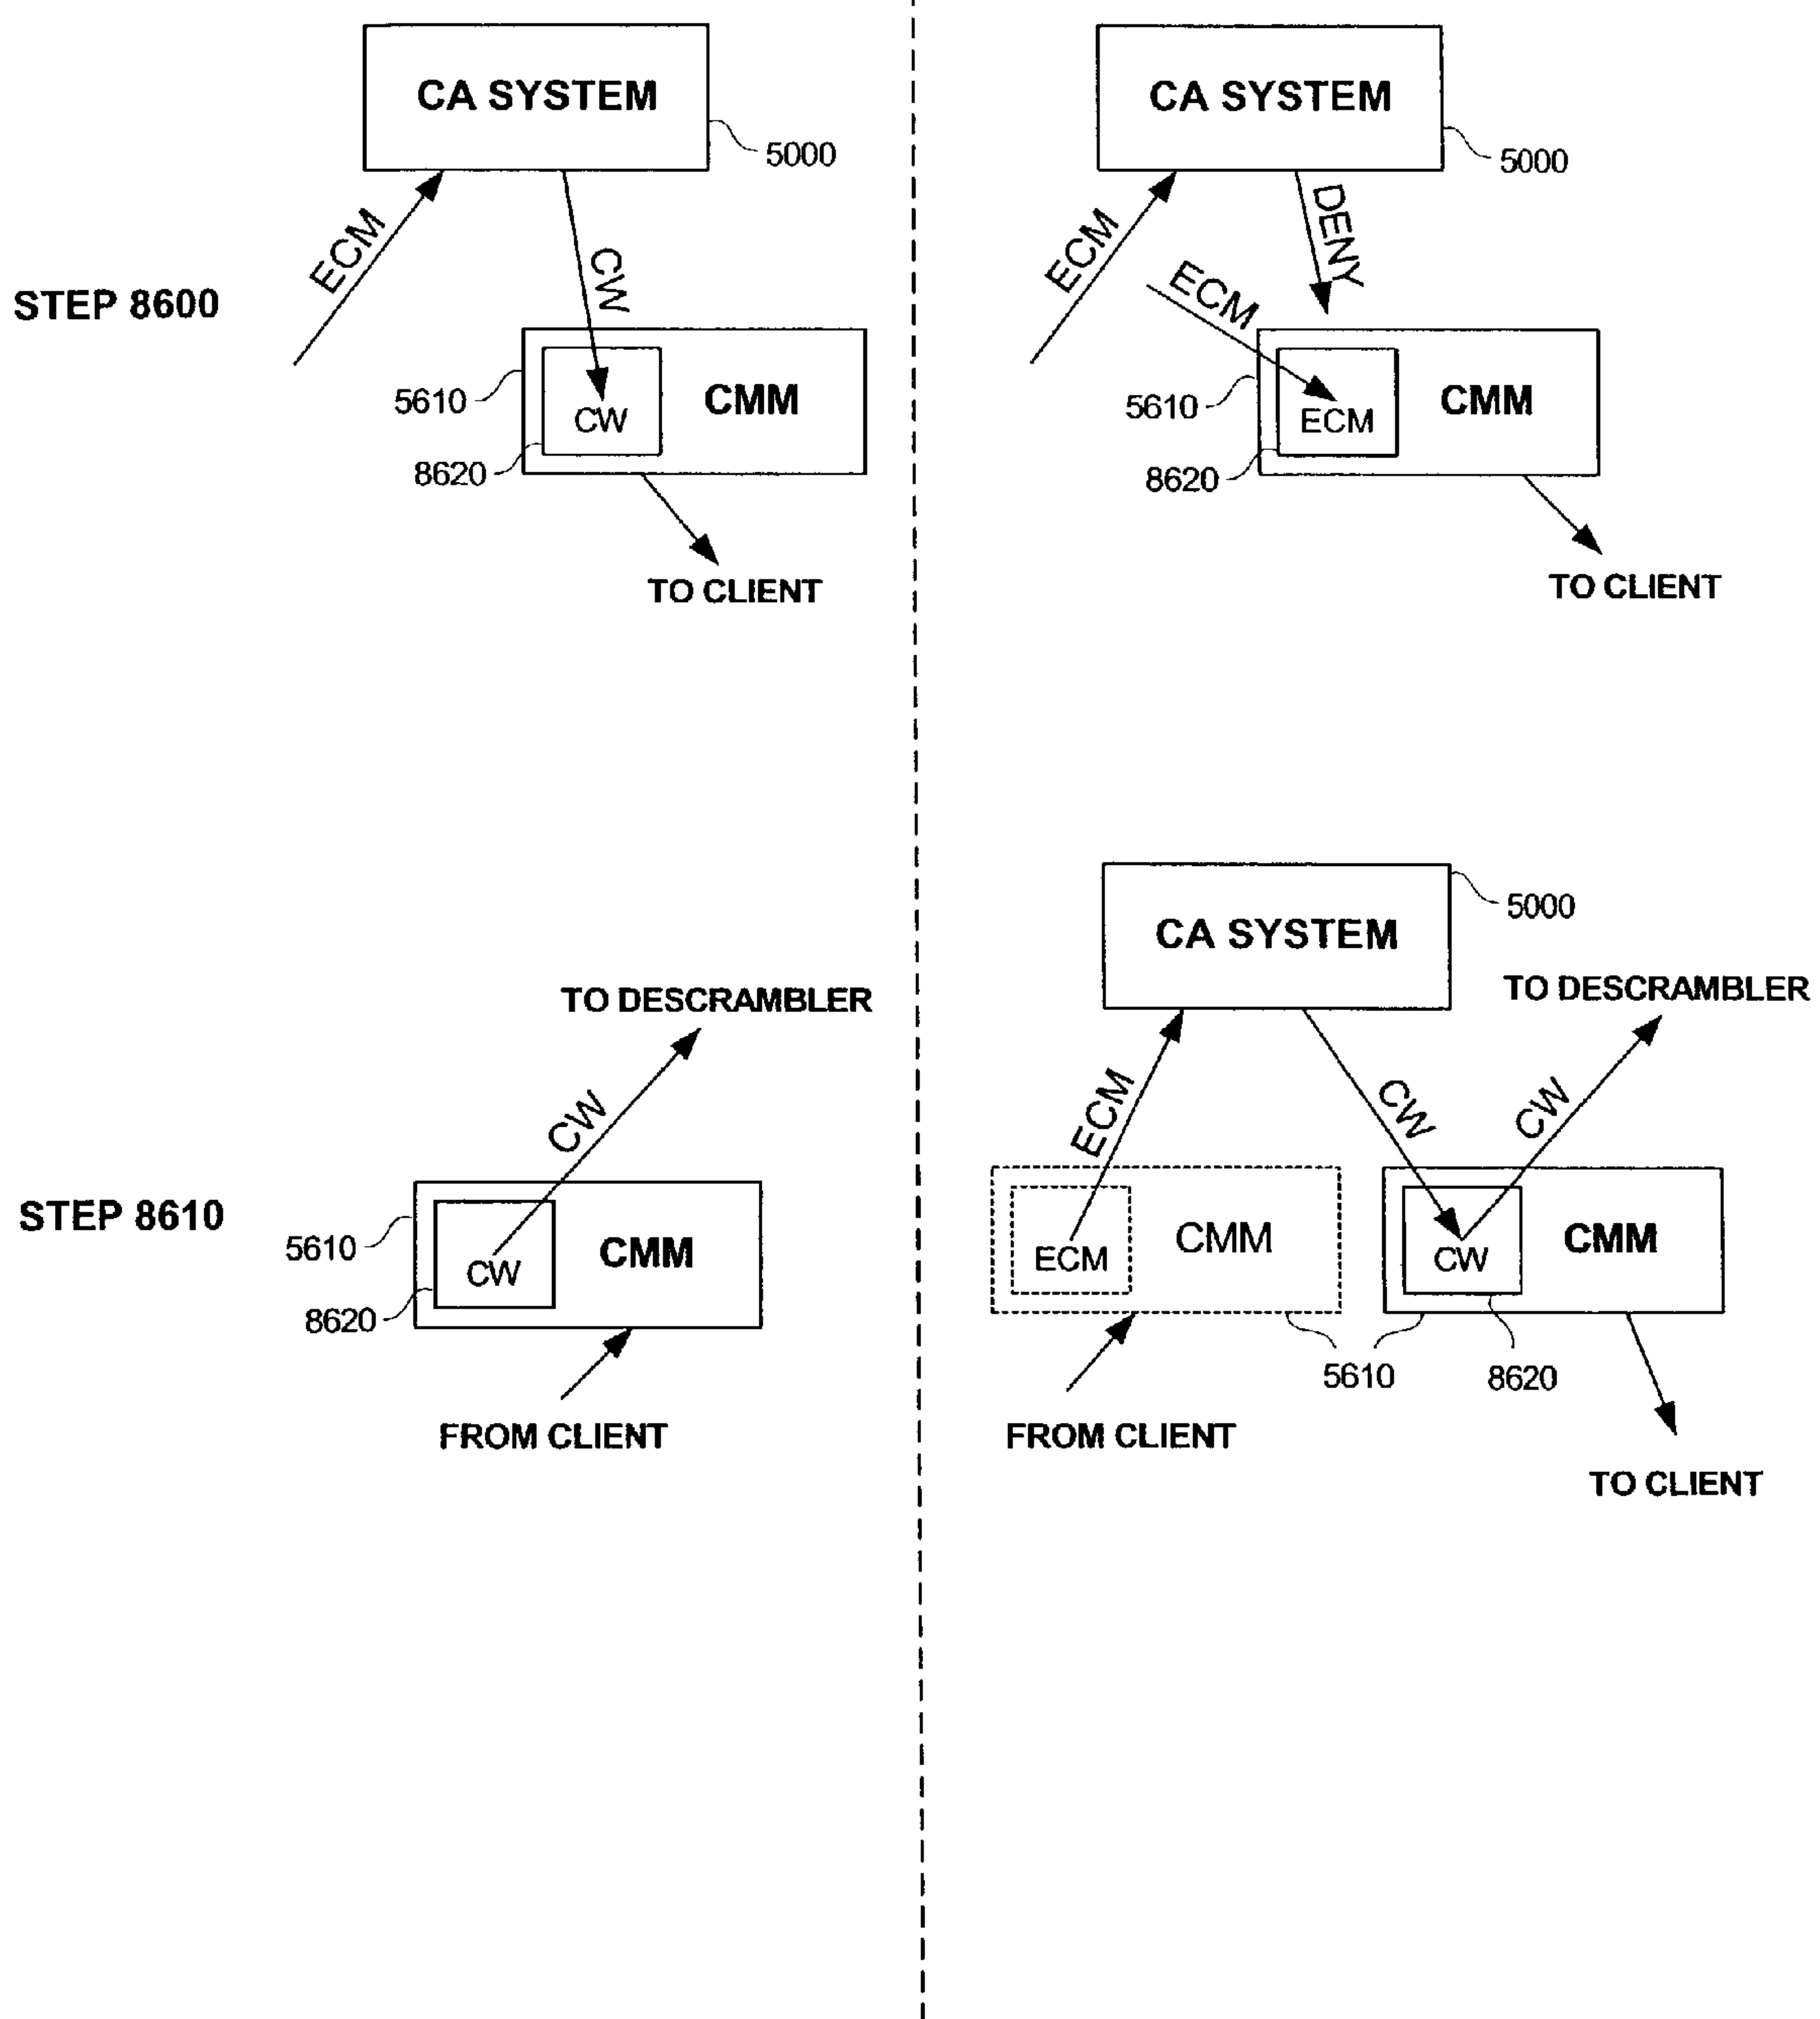 CA SYSTEM
5000
ECM
CW
STEP 8600
5610
CW
CMM
8620
TO CLIENT
CA SYSTEM
5000
ECM
DENY
ECM
5610
ECM
CMM
8620
TO CLIENT
TO DESCRAMBLER
CW
STEP 8610
5610
CW
CMM
8620
FROM CLIENT
CA SYSTEM
5000
TO DESCRAMBLER
ECM
CW
CW
ECM
CMM
CW
CMM
5610
8620
FROM CLIENT
TO CLIENT